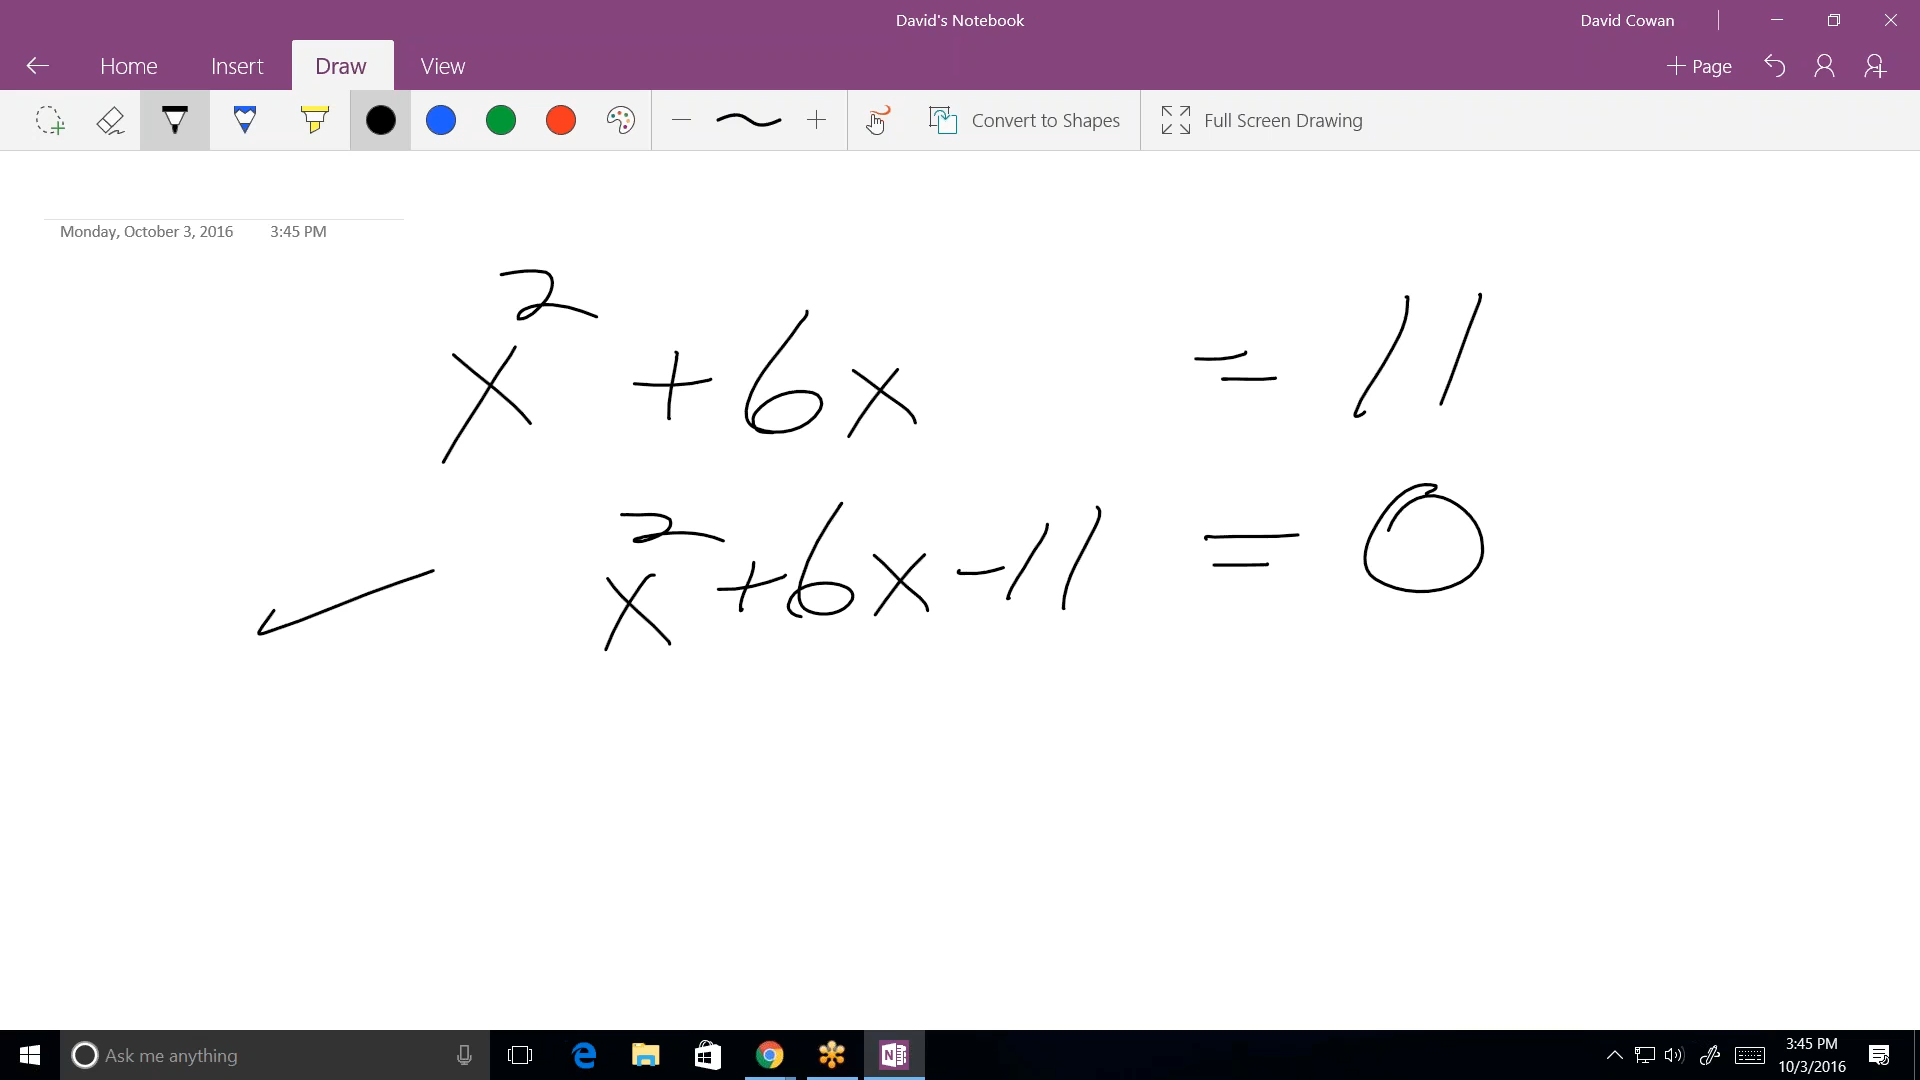 David's Notebook
David Cowan
Home Insert Draw View
Page
Convert to Shapes
Full Screen Drawing
Monday, October 3, 2016 3:45 PM
x² + 6x = 11
x² + 6x - 11 = 0
Ask me anything
N
3:45 PM
10/3/2016